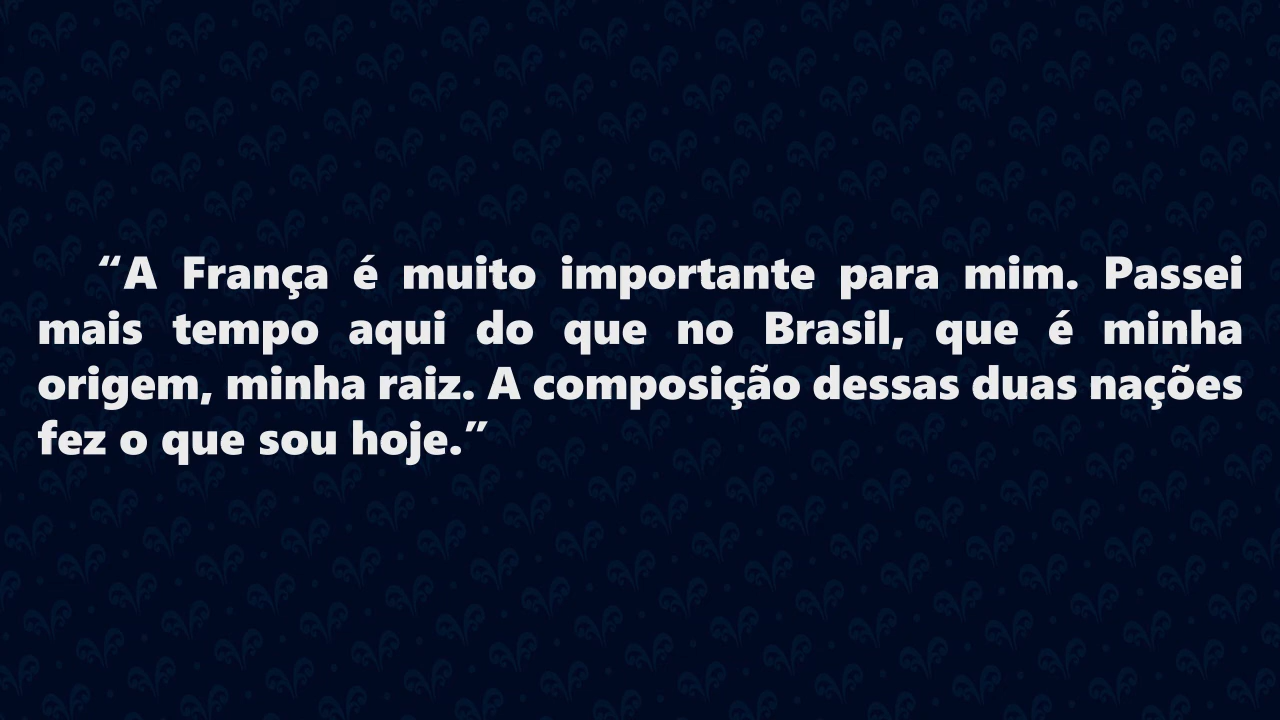 “A França é muito importante para mim. Passei
mais tempo aqui do que no Brasil, que é minha
origem, minha raiz. A composição dessas duas nações
fez o que sou hoje.”